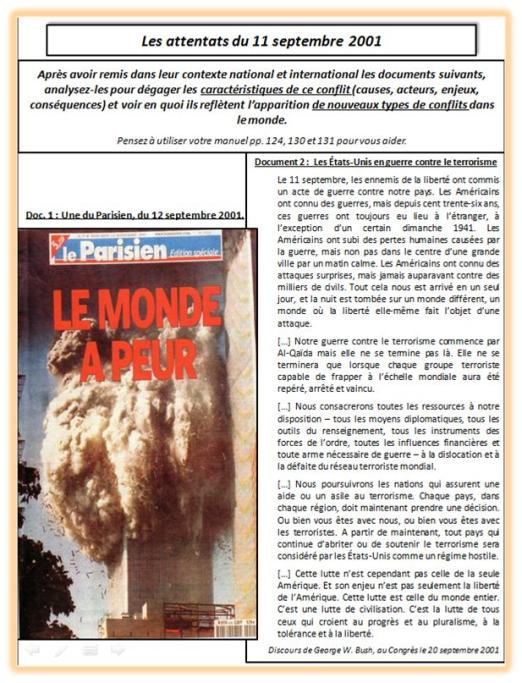 Les attentats du 11 septembre 2001
Après avoir remis dans leur contexte national et international les documents suivants,
analysez-les pour dégager les caractéristiques de ce conflit (causes, acteurs, enjeux,
conséquences) et voir en quoi ils reflètent l'apparition de nouveaux types de conflits dans
le monde.
Pensez à utiliser votre manuel pp. 124, 130 et 131 pour vous aider.
Doc. 1 : Une du Parisien, du 12 septembre 2001.
le Parisien
Edition spéciale
LE MONDE
A PEUR
Document 2 : Les États-Unis en guerre contre le terrorisme
Le 11 septembre, les ennemis de la liberté ont commis
un acte de guerre contre notre pays. Les Américains
ont connu des guerres, mais depuis cent trente-six ans,
ces guerres ont toujours eu lieu à l'étranger, à
l'exception d'un certain dimanche 1941. Les
Américains ont subi des pertes humaines causées par
la guerre, mais non pas dans le centre d'une grande
ville par un matin calme. Les Américains ont connu des
attaques surprises, mais jamais auparavant contre des
milliers de civils. Tout cela nous est arrivé en un seul
jour, et la nuit est tombée sur un monde différent, un
monde où la liberté elle-même fait l'objet d'une
attaque.
[...] Notre guerre contre le terrorisme commence par
Al-Qaïda mais elle ne se termine pas là. Elle ne se
terminera que lorsque chaque groupe terroriste
capable de frapper à l'échelle mondiale aura été
repéré, arrêté et vaincu.
[...] Nous consacrerons toutes les ressources à notre
disposition – tous les moyens diplomatiques, tous les
outils du renseignement, tous les instruments des
forces de l'ordre, toutes les influences financières et
toute arme nécessaire de guerre – à la dislocation et à
la défaite du réseau terroriste mondial.
[...] Nous poursuivrons les nations qui assurent une
aide ou un asile au terrorisme. Chaque pays, dans
chaque région, doit maintenant prendre une décision.
Ou bien vous êtes avec nous, ou bien vous êtes avec
les terroristes. A partir de maintenant, tout pays qui
continue d'abriter ou de soutenir le terrorisme sera
considéré par les États-Unis comme un régime hostile.
[...] Cette lutte n'est cependant pas celle de la seule
Amérique. Et son enjeu n'est pas seulement la liberté
de l'Amérique. Cette lutte est celle du monde entier.
C'est une lutte de civilisation. C'est la lutte de tous
ceux qui croient au progrès et au pluralisme, à la
tolérance et à la liberté.
Discours de George W. Bush, au Congrès le 20 septembre 2001